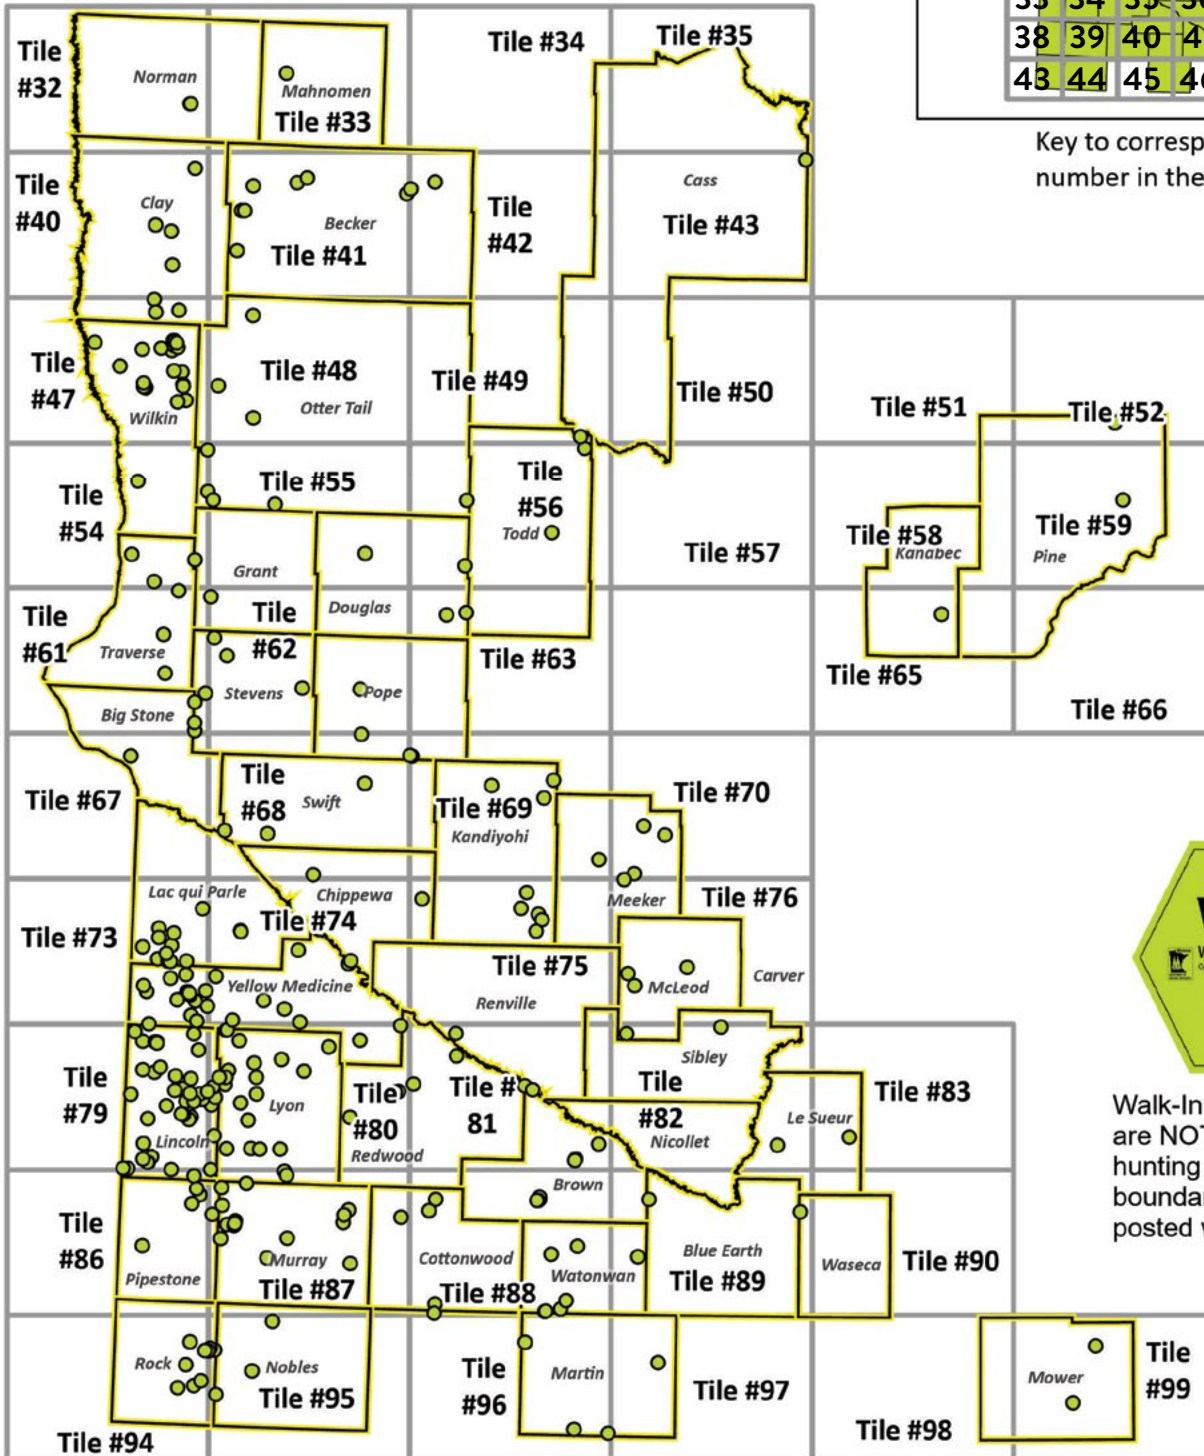 33 34 35
38 39 40
43 44 45
Key to corresp
number in the
Tile
#32
Norman
Mahnomen
Tile #33
Tile #34
Tile #35
Tile
#40
Clay
Becker
Tile #41
Tile
#42
Cass
Tile #43
Tile
#47
Wilkin
Tile #48
Otter Tail
Tile #49
Tile #50
Tile #51
Tile #52
Tile
#54
Tile #55
Tile
#56
Todd
Tile #57
Tile #58
Kanabec
Tile #59
Pine
Grant
Douglas
Tile
#61
Traverse
Tile
#62
Stevens
Pope
Tile #63
Tile #65
Tile #66
Big Stone
Tile #67
Tile
#68
Swift
Tile #69
Kandiyohi
Tile #70
Lac qui Parle
Chippewa
Meeker
Tile #76
Tile #73
Tile #74
Tile #75
Yellow Medicine
Renville
McLeod
Carver
Sibley
Tile
#79
Lincoln
Lyon
Tile
#80
Redwood
Tile #
81
Tile
#82
Nicollet
Le Sueur
Tile #83
Walk-In
are NOT
hunting
bounda
posted
Brown
Tile
#86
Pipestone
Murray
Tile #87
Cottonwood
Tile #88
Watonwan
Blue Earth
Tile #89
Waseca
Tile #90
Rock
Nobles
Tile #95
Tile #94
Tile
#96
Martin
Tile #97
Tile #98
Mower
Tile
#99